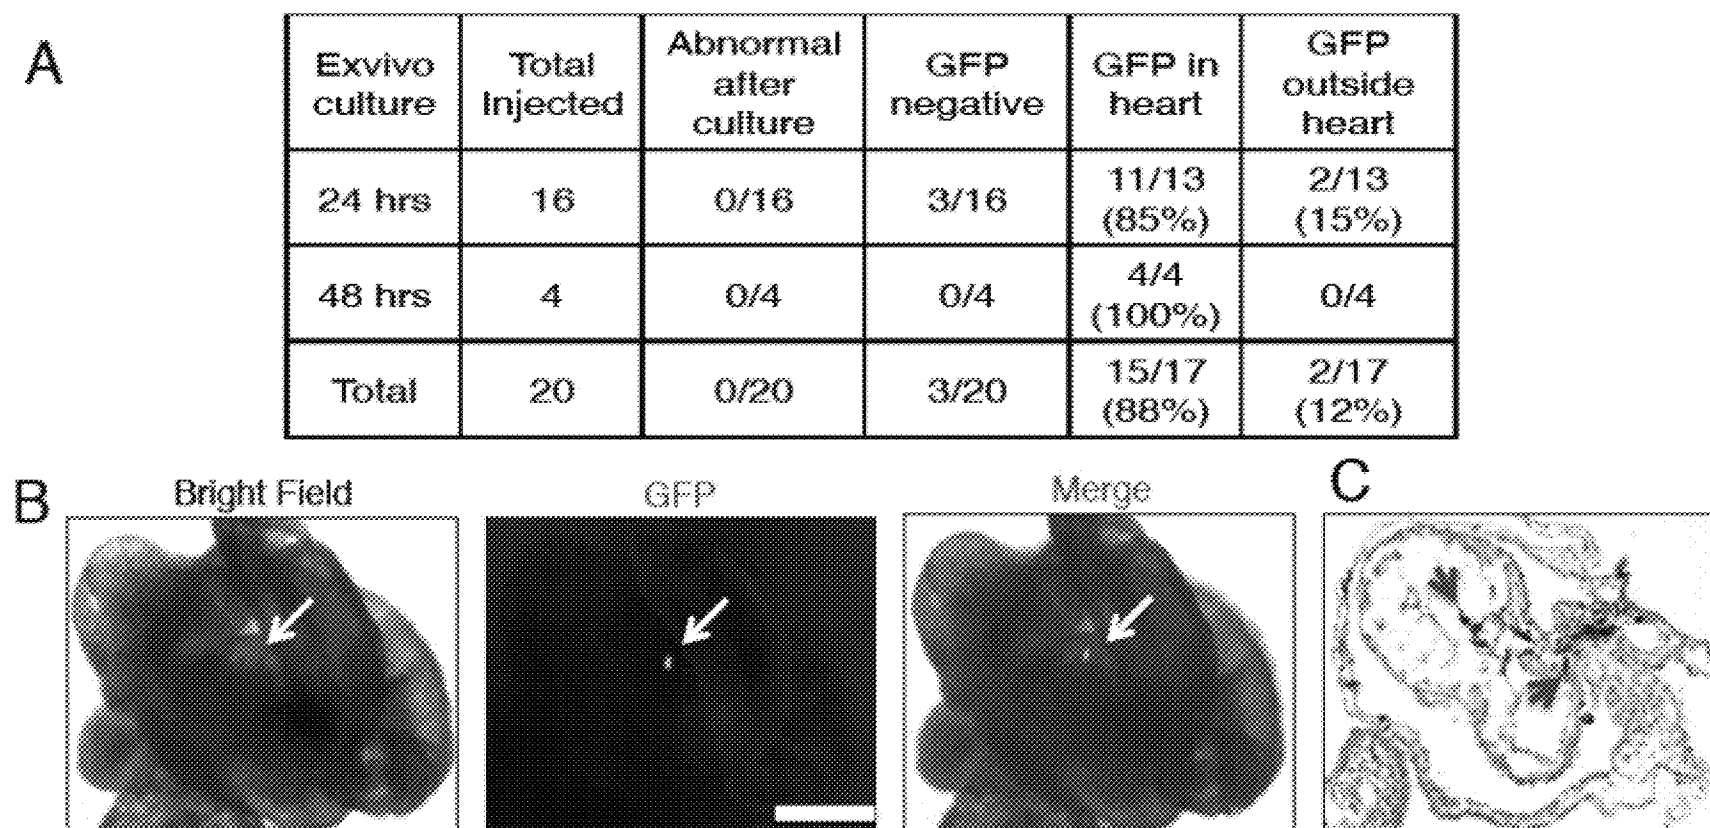 A
Exvivo culture
Total Injected
Abnormal after culture
GFP negative
GFP in heart
GFP outside heart
24 hrs
16
0/16
3/16
11/13 (85%)
2/13 (15%)
48 hrs
4
0/4
0/4
4/4 (100%)
0/4
Total
20
0/20
3/20
15/17 (88%)
2/17 (12%)
B
Bright Field
GFP
Merge
C